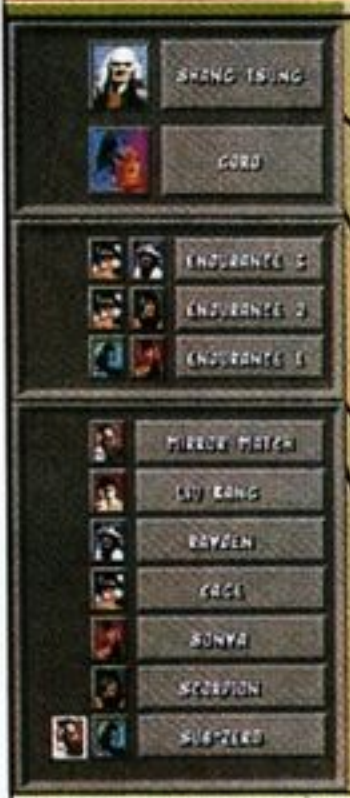 SHANG TSUNG
GORO
ENDURANCE 3
ENDURANCE 2
ENDURANCE 1
MIRROR MATCH
LIU KANG
RAYDEN
CAGE
SONYA
SCORPION
SUB-ZERO